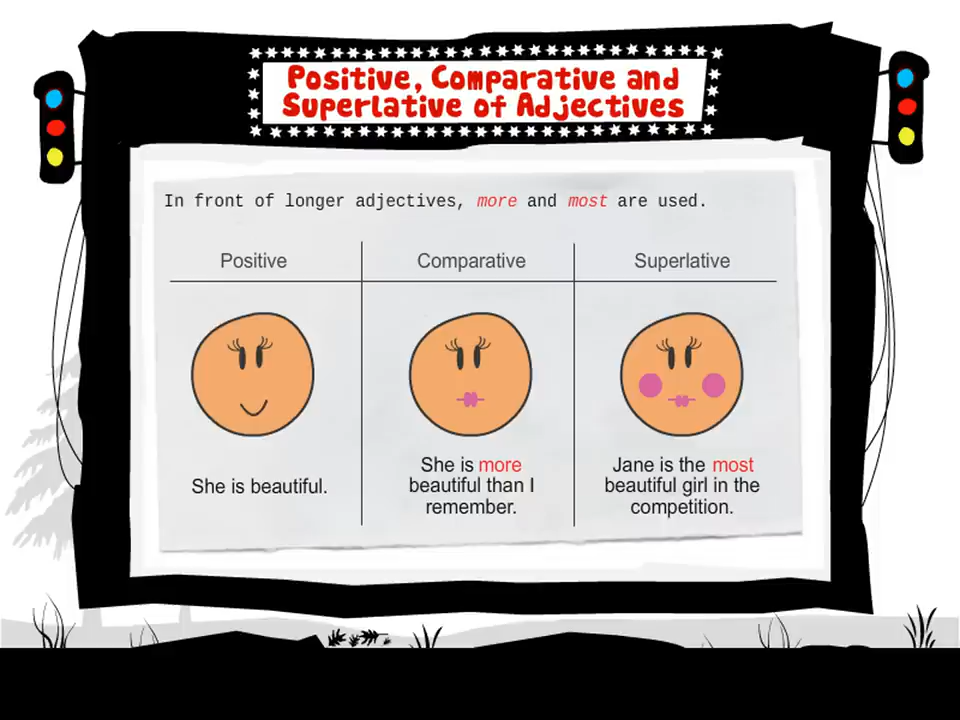 Positive, Comparative and
Superlative of Adjectives
In front of longer adjectives, more and most are used.
Positive
Comparative
Superlative
She is beautiful.
She is more
beautiful than I
remember.
Jane is the most
beautiful girl in the
competition.